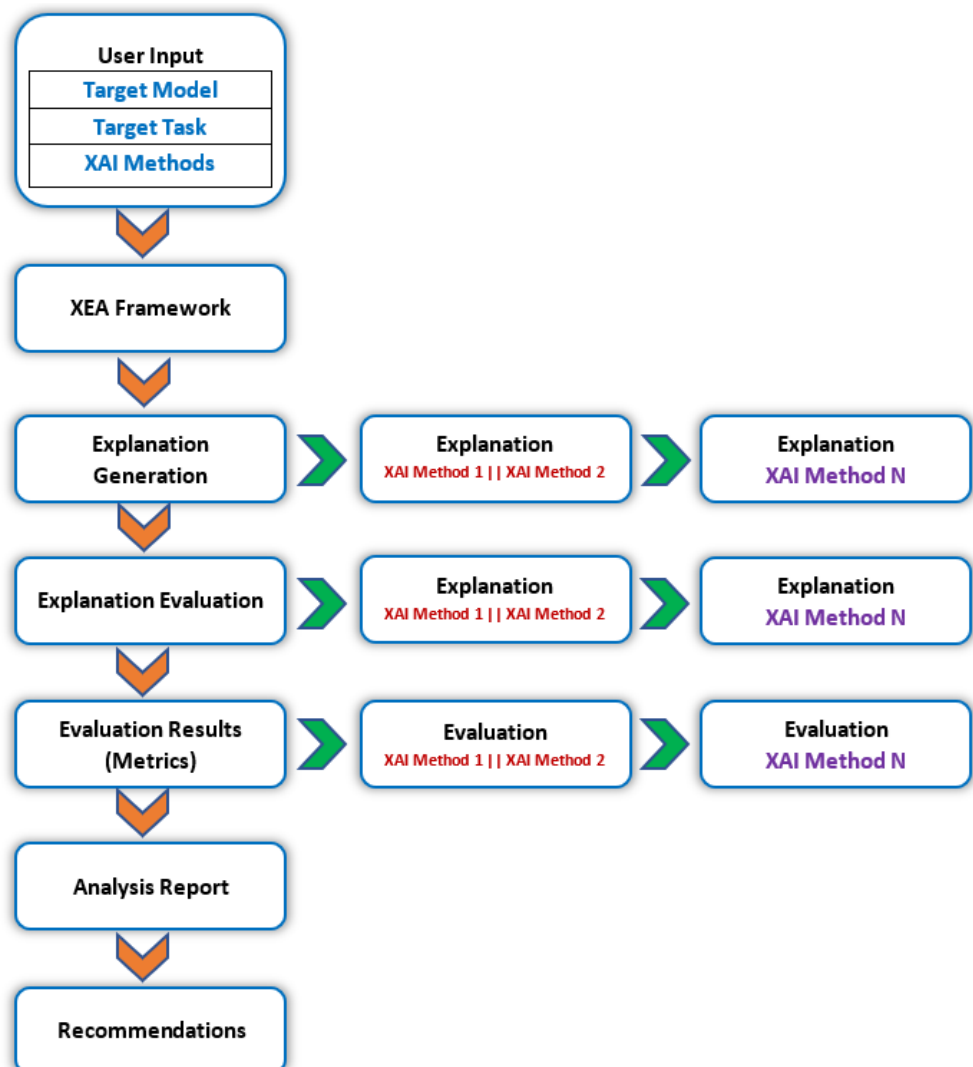 User Input
Target Model
Target Task
XAI Methods
XEA Framework
Explanation
Generation
Explanation
XAI Method 1 || XAI Method 2
Explanation
XAI Method N
Explanation Evaluation
Explanation
XAI Method 1 || XAI Method 2
Explanation
XAI Method N
Evaluation Results
(Metrics)
Evaluation
XAI Method 1 || XAI Method 2
Evaluation
XAI Method N
Analysis Report
Recommendations